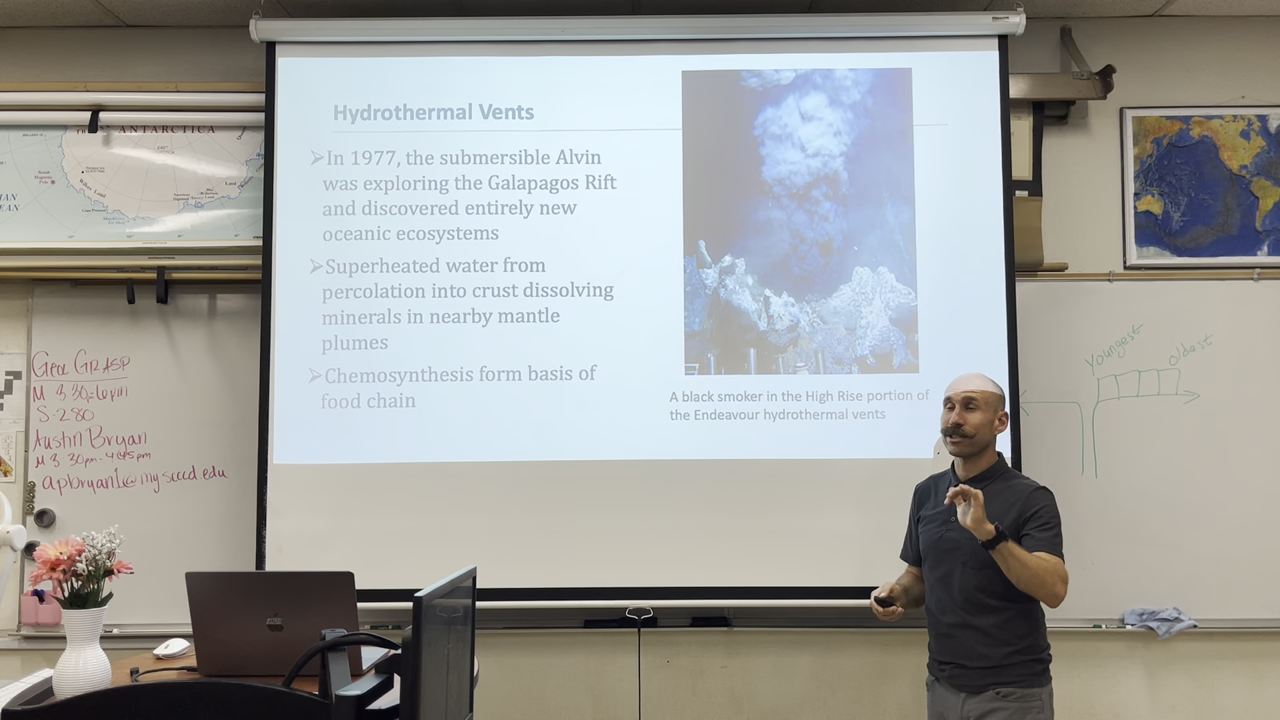 ANTARCTICA
Hydrothermal Vents
➢In 1977, the submersible Alvin
was exploring the Galapagos Rift
and discovered entirely new
oceanic ecosystems
➢Superheated water from
percolation into crust dissolving
minerals in nearby mantle
plumes
➢Chemosynthesis form basis of
food chain
A black smoker in the High Rise portion of
the Endeavour hydrothermal vents
Geol GRASP
S-280
Austin Bryan
youngest
oldest